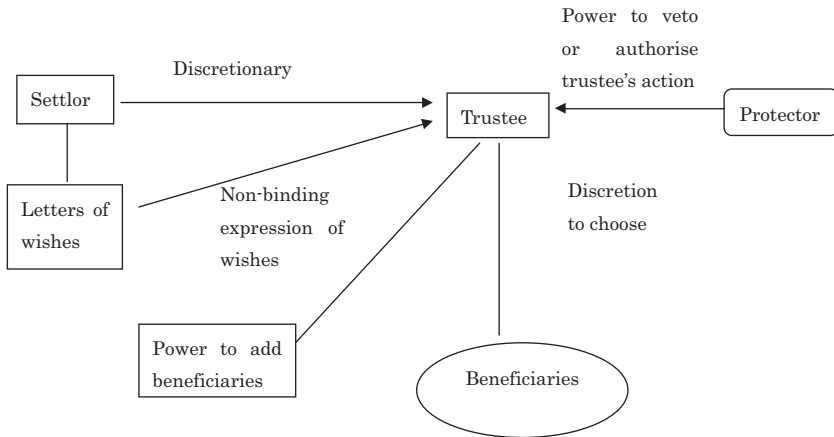 Power to veto
or authorise
trustee's action
Discretionary
Settlor
Trustee
Protector
Letters of
wishes
Non-binding
expression of
wishes
Discretion
to choose
Power to add
beneficiaries
Beneficiaries